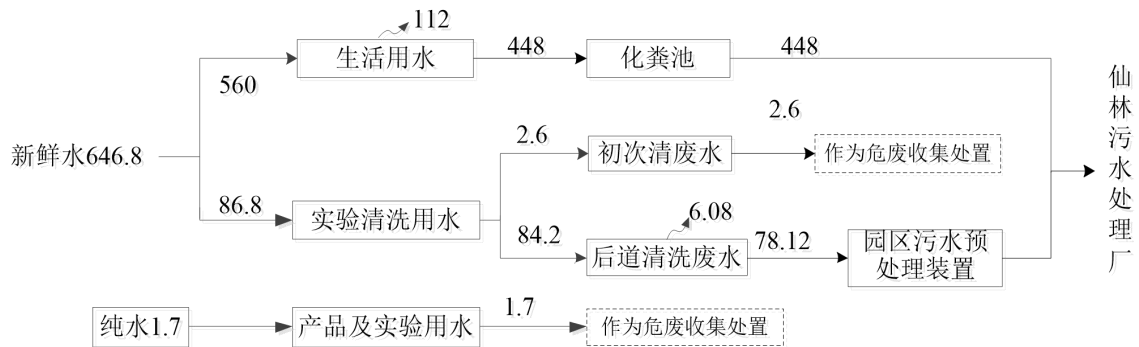 112
生活用水
448
化粪池
448
560
新鲜水646.8
2.6
初次清废水
2.6
作为危废收集处置
86.8
实验清洗用水
84.2
后道清洗废水
6.08
78.12
园区污水预
处理装置
仙林污水处理厂
纯水1.7
产品及实验用水
1.7
作为危废收集处置